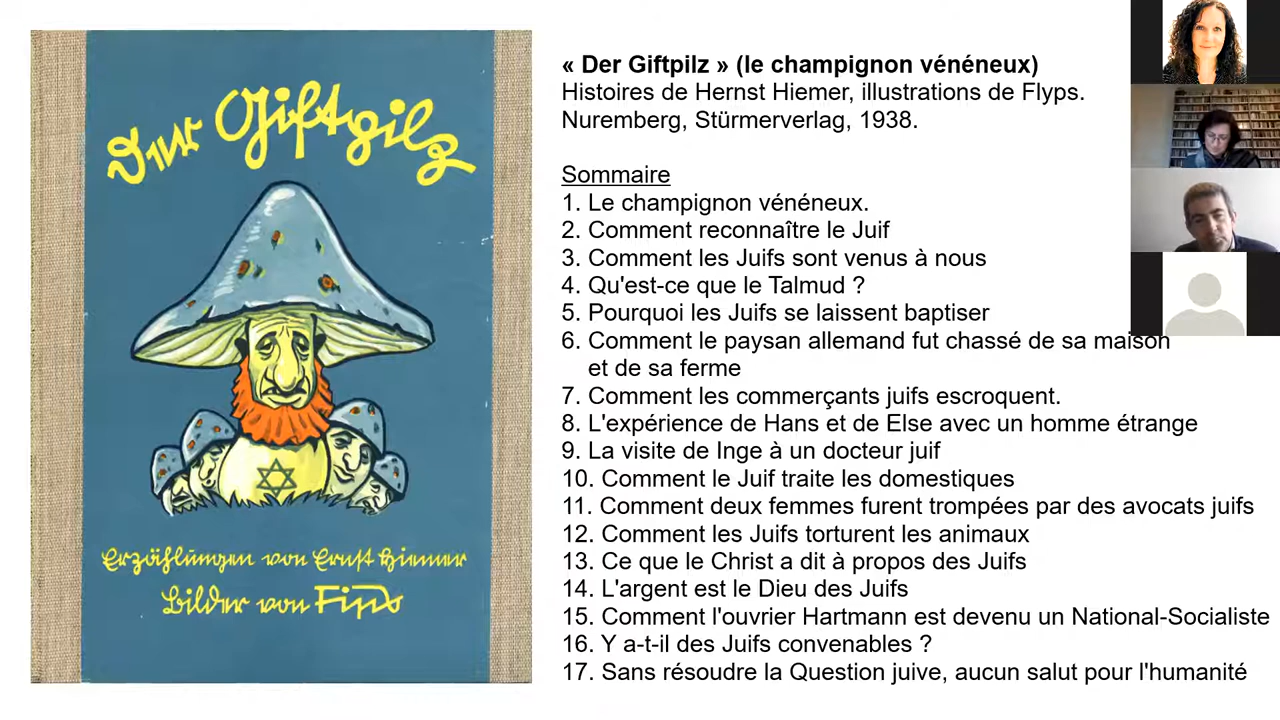 Der Giftpilz
Erzählungen von Ernst Hiemer
Bilder von Fips
« Der Giftpilz » (le champignon vénéneux)
Histoires de Hernst Hiemer, illustrations de Flyps.
Nuremberg, Stürmerverlag, 1938.
Sommaire
1. Le champignon vénéneux.
2. Comment reconnaître le Juif
3. Comment les Juifs sont venus à nous
4. Qu'est-ce que le Talmud ?
5. Pourquoi les Juifs se laissent baptiser
6. Comment le paysan allemand fut chassé de sa maison
et de sa ferme
7. Comment les commerçants juifs escroquent.
8. L'expérience de Hans et de Else avec un homme étrange
9. La visite de Inge à un docteur juif
10. Comment le Juif traite les domestiques
11. Comment deux femmes furent trompées par des avocats juifs
12. Comment les Juifs torturent les animaux
13. Ce que le Christ a dit à propos des Juifs
14. L'argent est le Dieu des Juifs
15. Comment l'ouvrier Hartmann est devenu un National-Socialiste
16. Y a-t-il des Juifs convenables ?
17. Sans résoudre la Question juive, aucun salut pour l'humanité